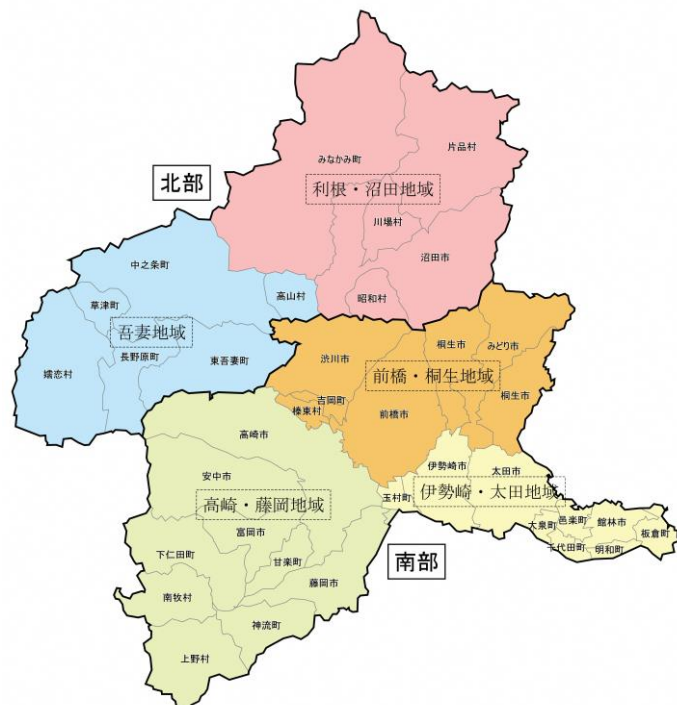 みなかみ町
片品村
北部
利根・沼田地域
川場村
沼田市
昭和村
中之条町
高山村
草津町
吾妻地域
長野原町
東吾妻町
嬬恋村
渋川市
桐生市
みどり市
前橋・桐生地域
吉岡町
榛東村
前橋市
桐生市
高崎市
安中市
高崎・藤岡地域
富岡市
下仁田町
甘楽町
藤岡市
南牧村
神流町
上野村
伊勢崎市
太田市
玉村町
伊勢崎・太田地域
大泉町
邑楽町
館林市
板倉町
千代田町
明和町
南部